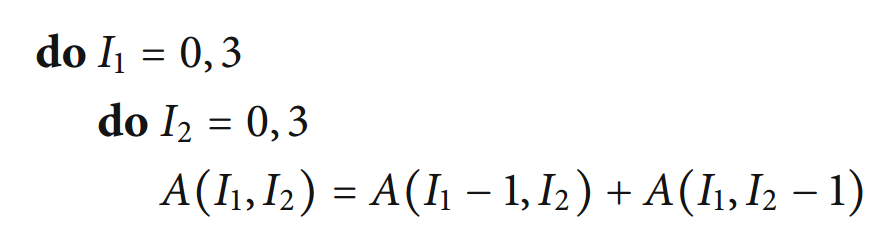 do I₁ = 0, 3
do I₂ = 0, 3
A(I₁, I₂) = A(I₁ − 1, I₂) + A(I₁, I₂ − 1)